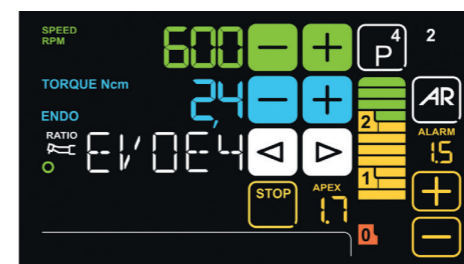 SPEED
RPM
600
− +
P4
2
TORQUE Ncm
2,4
− +
AR
ENDO
RATIO
EVOE4
2
ALARM
1.5
STOP
APEX
1.7
1
+
0
−